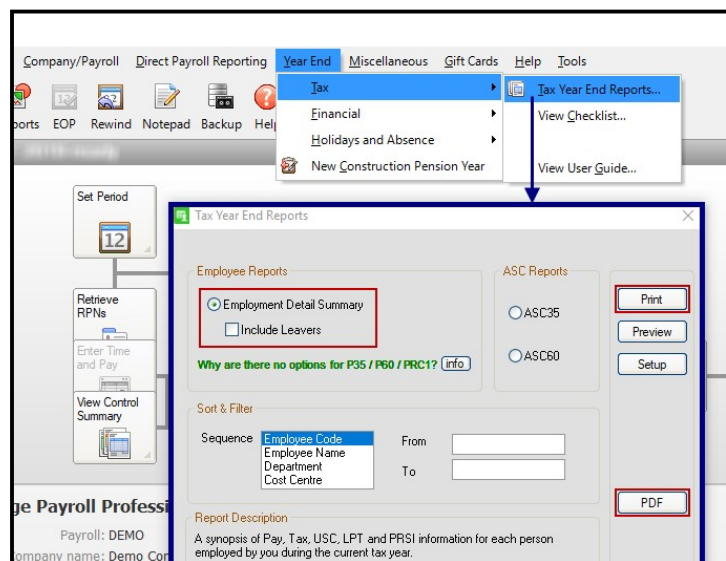 Company/Payroll Direct Payroll Reporting Year End Miscellaneous Gift Cards Help Tools
ports EOP Rewind Notepad Backup Help
Tax
Financial
Holidays and Absence
New Construction Pension Year
Tax Year End Reports...
View Checklist...
View User Guide...
Set Period
12
Retrieve
RPNs
Enter Time
and Pay
View Control
Summary
Tax Year End Reports
Employee Reports
Employment Detail Summary
Include Leavers
Why are there no options for P35 / P60 / PRC1? info
ASC Reports
ASC35
ASC60
Print
Preview
Setup
Sort & Filter
Sequence
Employee Code
Employee Name
Department
Cost Centre
From
To
PDF
Report Description
A synopsis of Pay, Tax, USC, LPT and PRSI information for each person
employed by you during the current tax year.
ge Payroll Professi
Payroll: DEMO
Company name: Demo Con